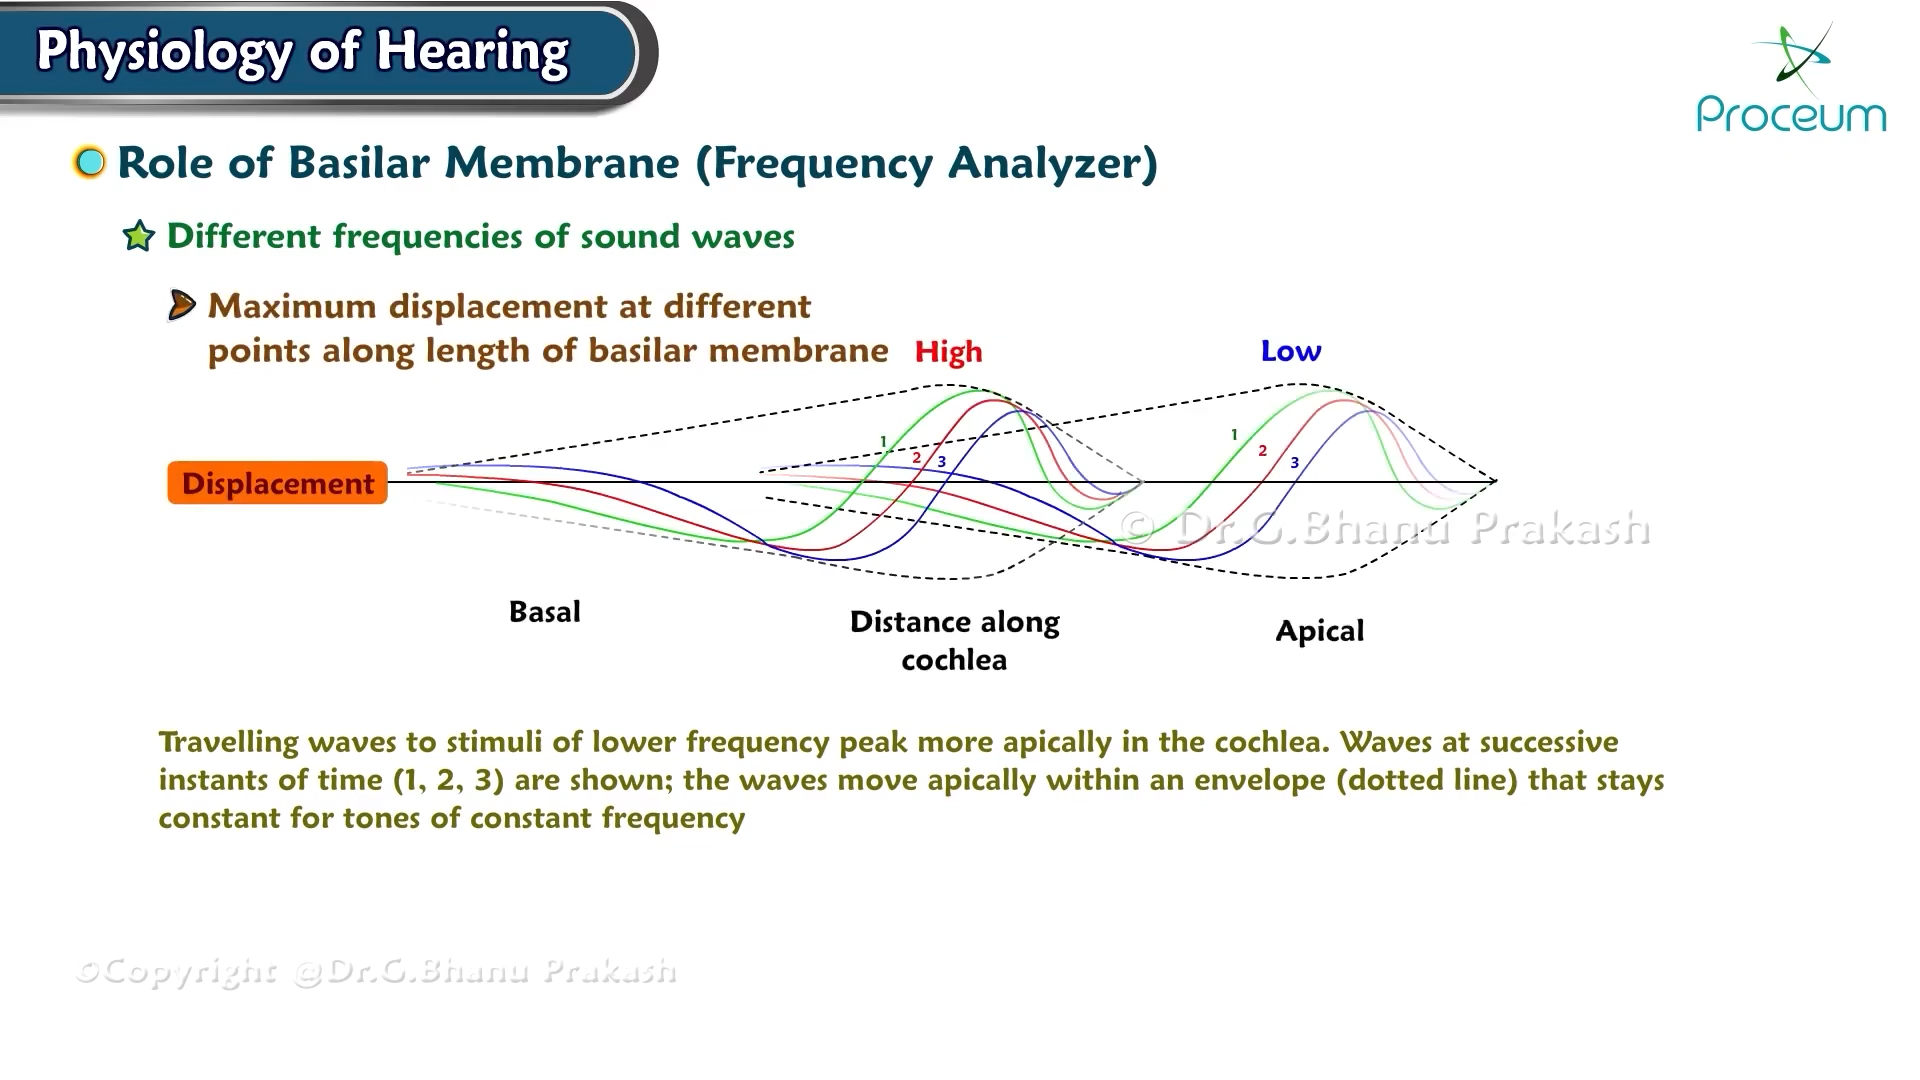 Physiology of Hearing
Proceum
Role of Basilar Membrane (Frequency Analyzer)
Different frequencies of sound waves
Maximum displacement at different
points along length of basilar membrane
High
Low
1
2
3
1
2
3
Displacement
© Dr.G.Bhanu Prakash
Basal
Distance along
cochlea
Apical
Travelling waves to stimuli of lower frequency peak more apically in the cochlea. Waves at successive
instants of time (1, 2, 3) are shown; the waves move apically within an envelope (dotted line) that stays
constant for tones of constant frequency
©Copyright @Dr.G.Bhanu Prakash